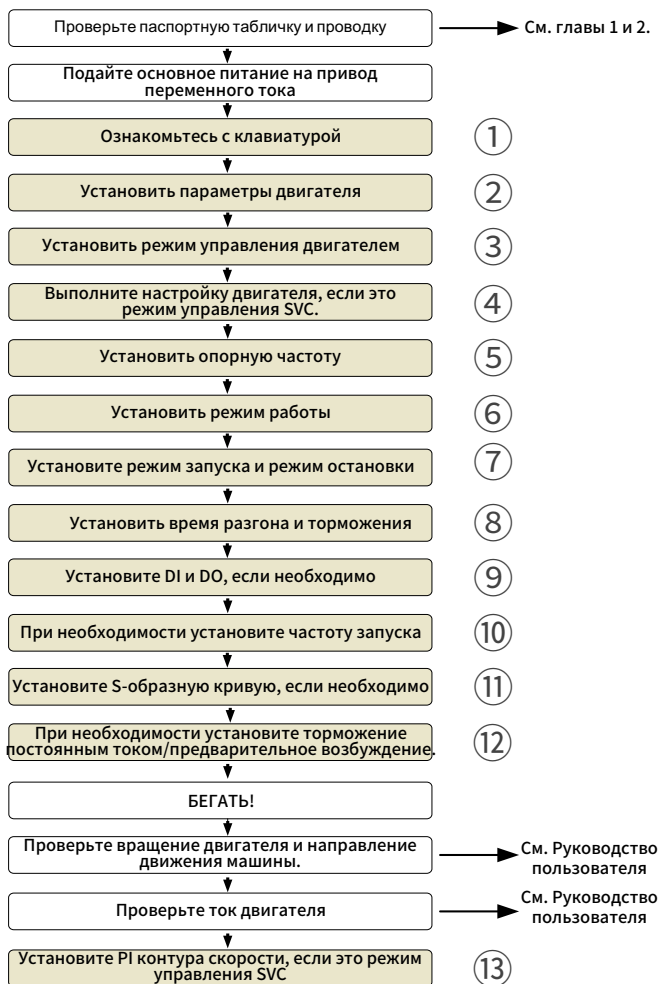 Проверьте паспортную табличку и проводку
См. главы 1 и 2.
Подайте основное питание на привод
переменного тока
Ознакомьтесь с клавиатурой
1
Установить параметры двигателя
2
Установить режим управления двигателем
3
Выполните настройку двигателя, если это
режим управления SVC.
4
Установить опорную частоту
5
Установить режим работы
6
Установите режим запуска и режим остановки
7
Установить время разгона и торможения
8
Установите DI и DO, если необходимо
9
При необходимости установите частоту запуска
10
Установите S-образную кривую, если необходимо
11
При необходимости установите торможение
постоянным током/предварительное возбуждение.
12
БЕГАТЬ!
Проверьте вращение двигателя и направление
движения машины.
См. Руководство
пользователя
Проверьте ток двигателя
См. Руководство
пользователя
Установите PI контура скорости, если это режим
управления SVC
13